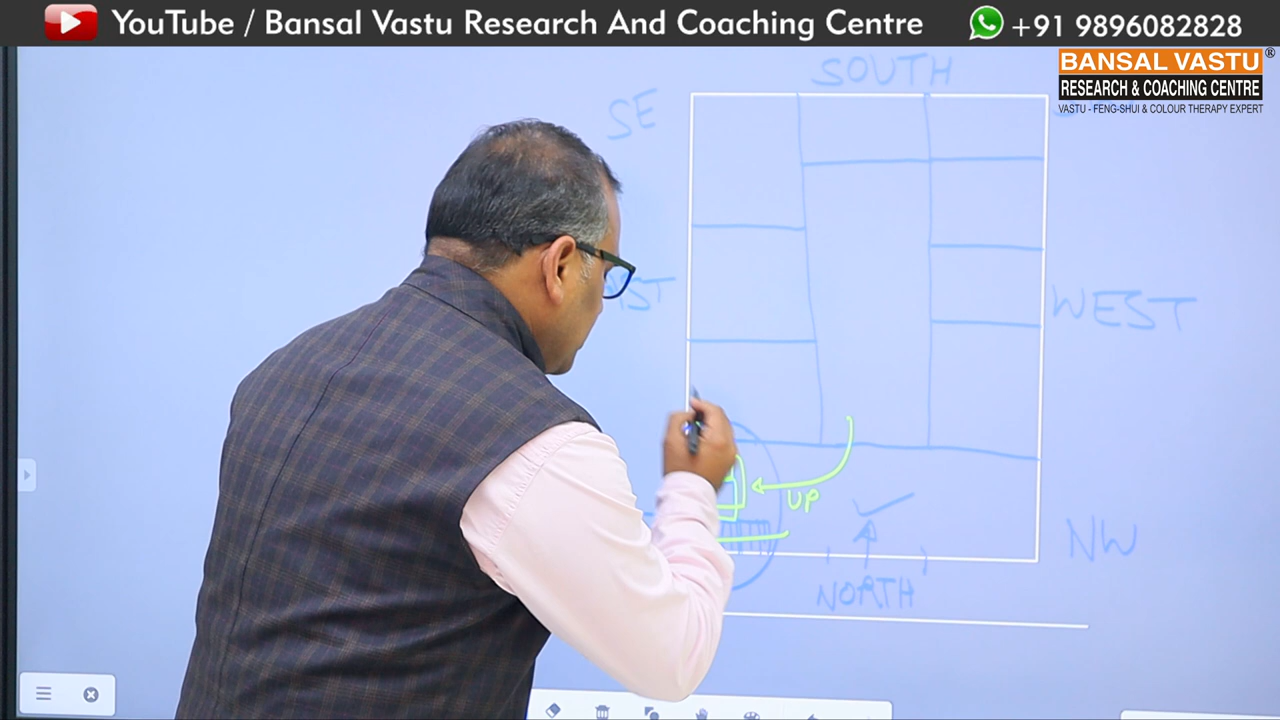 YouTube / Bansal Vastu Research And Coaching Centre
+91 9896082828
BANSAL VASTU®
RESEARCH & COACHING CENTRE
VASTU - FENG-SHUI & COLOUR THERAPY EXPERT
SOUTH
SE
WEST
UP
NW
NORTH